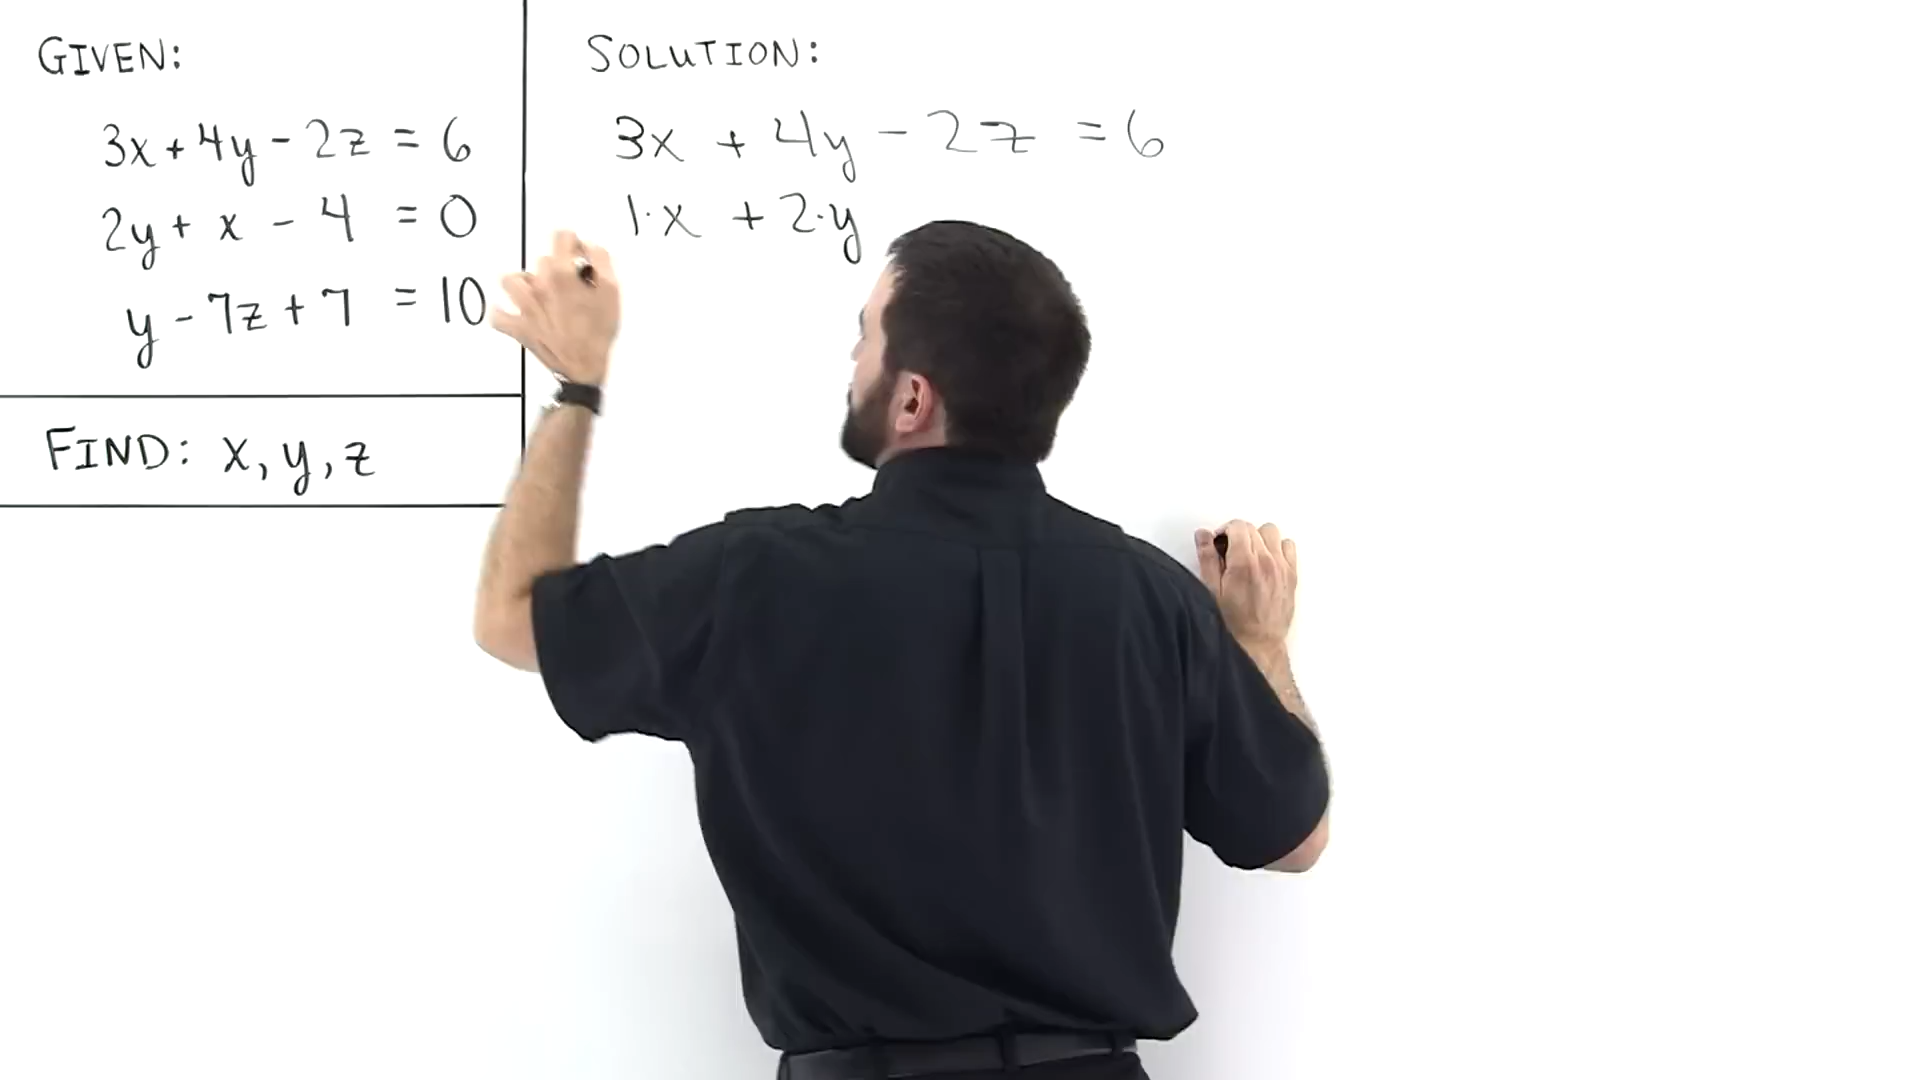 GIVEN:
3x + 4y - 2z = 6
2y + x - 4 = 0
y - 7z + 7 = 10
FIND: x, y, z
SOLUTION:
3x + 4y - 2z = 6
1·x + 2·y